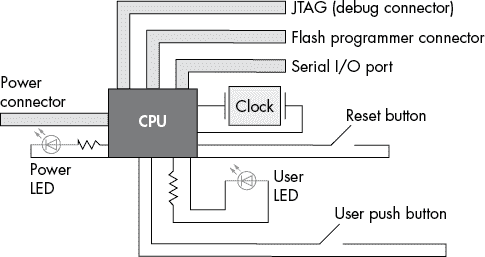 JTAG (debug connector)
Flash programmer connector
Serial I/O port
Power
connector
CPU
Clock
Reset button
Power
LED
User
LED
User push button